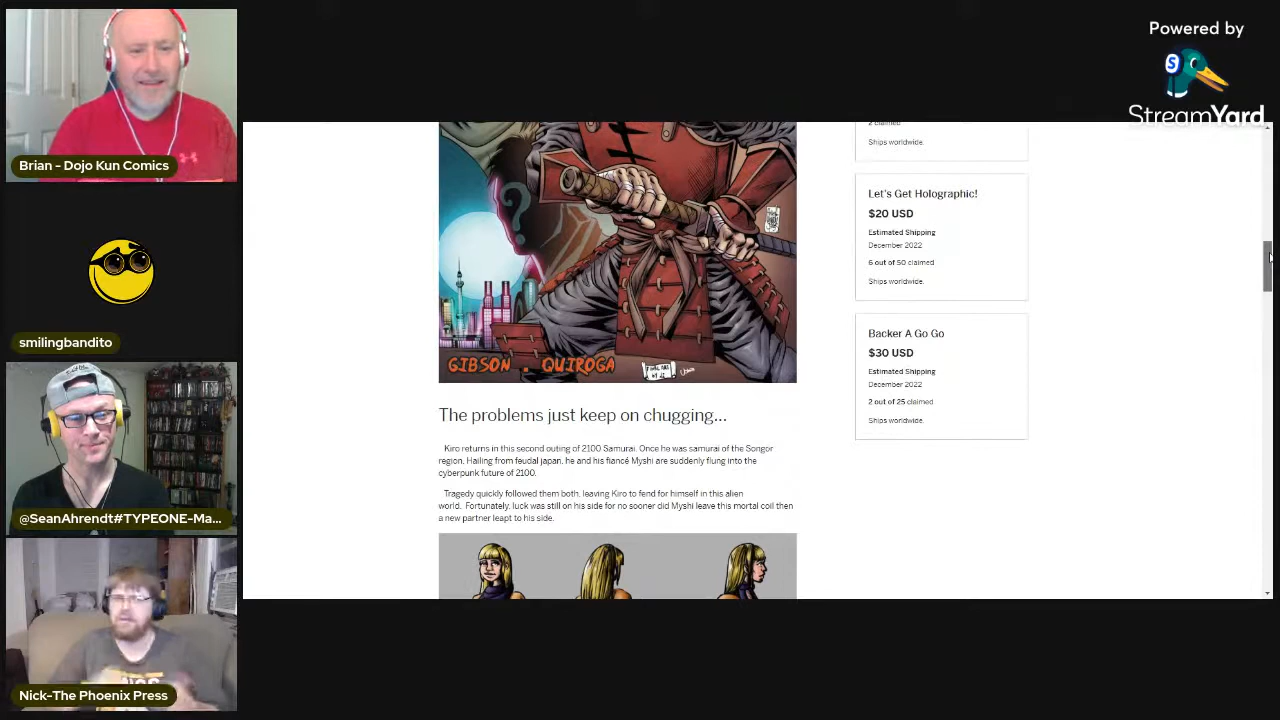 Powered by
StreamYard
Brian - Dojo Kun Comics
smilingbandito
@SeanAhrendt#TYPEONE-Ma...
Nick-The Phoenix Press
GIBSON . QUIROGA
The problems just keep on chugging...
Kiro returns in this second outing of 2100 Samurai. Once he was samurai of the Songor
region. Hailing from feudal japan, he and his fiancé Myshi are suddenly flung into the
cyberpunk future of 2100.
Tragedy quickly followed them both, leaving Kiro to fend for himself in this alien
world. Fortunately, luck was still on his side for no sooner did Myshi leave this mortal coil then
a new partner leapt to his side.
2 claimed
Ships worldwide.
Let's Get Holographic!
$20 USD
Estimated Shipping
December 2022
6 out of 50 claimed
Ships worldwide.
Backer A Go Go
$30 USD
Estimated Shipping
December 2022
2 out of 25 claimed
Ships worldwide.